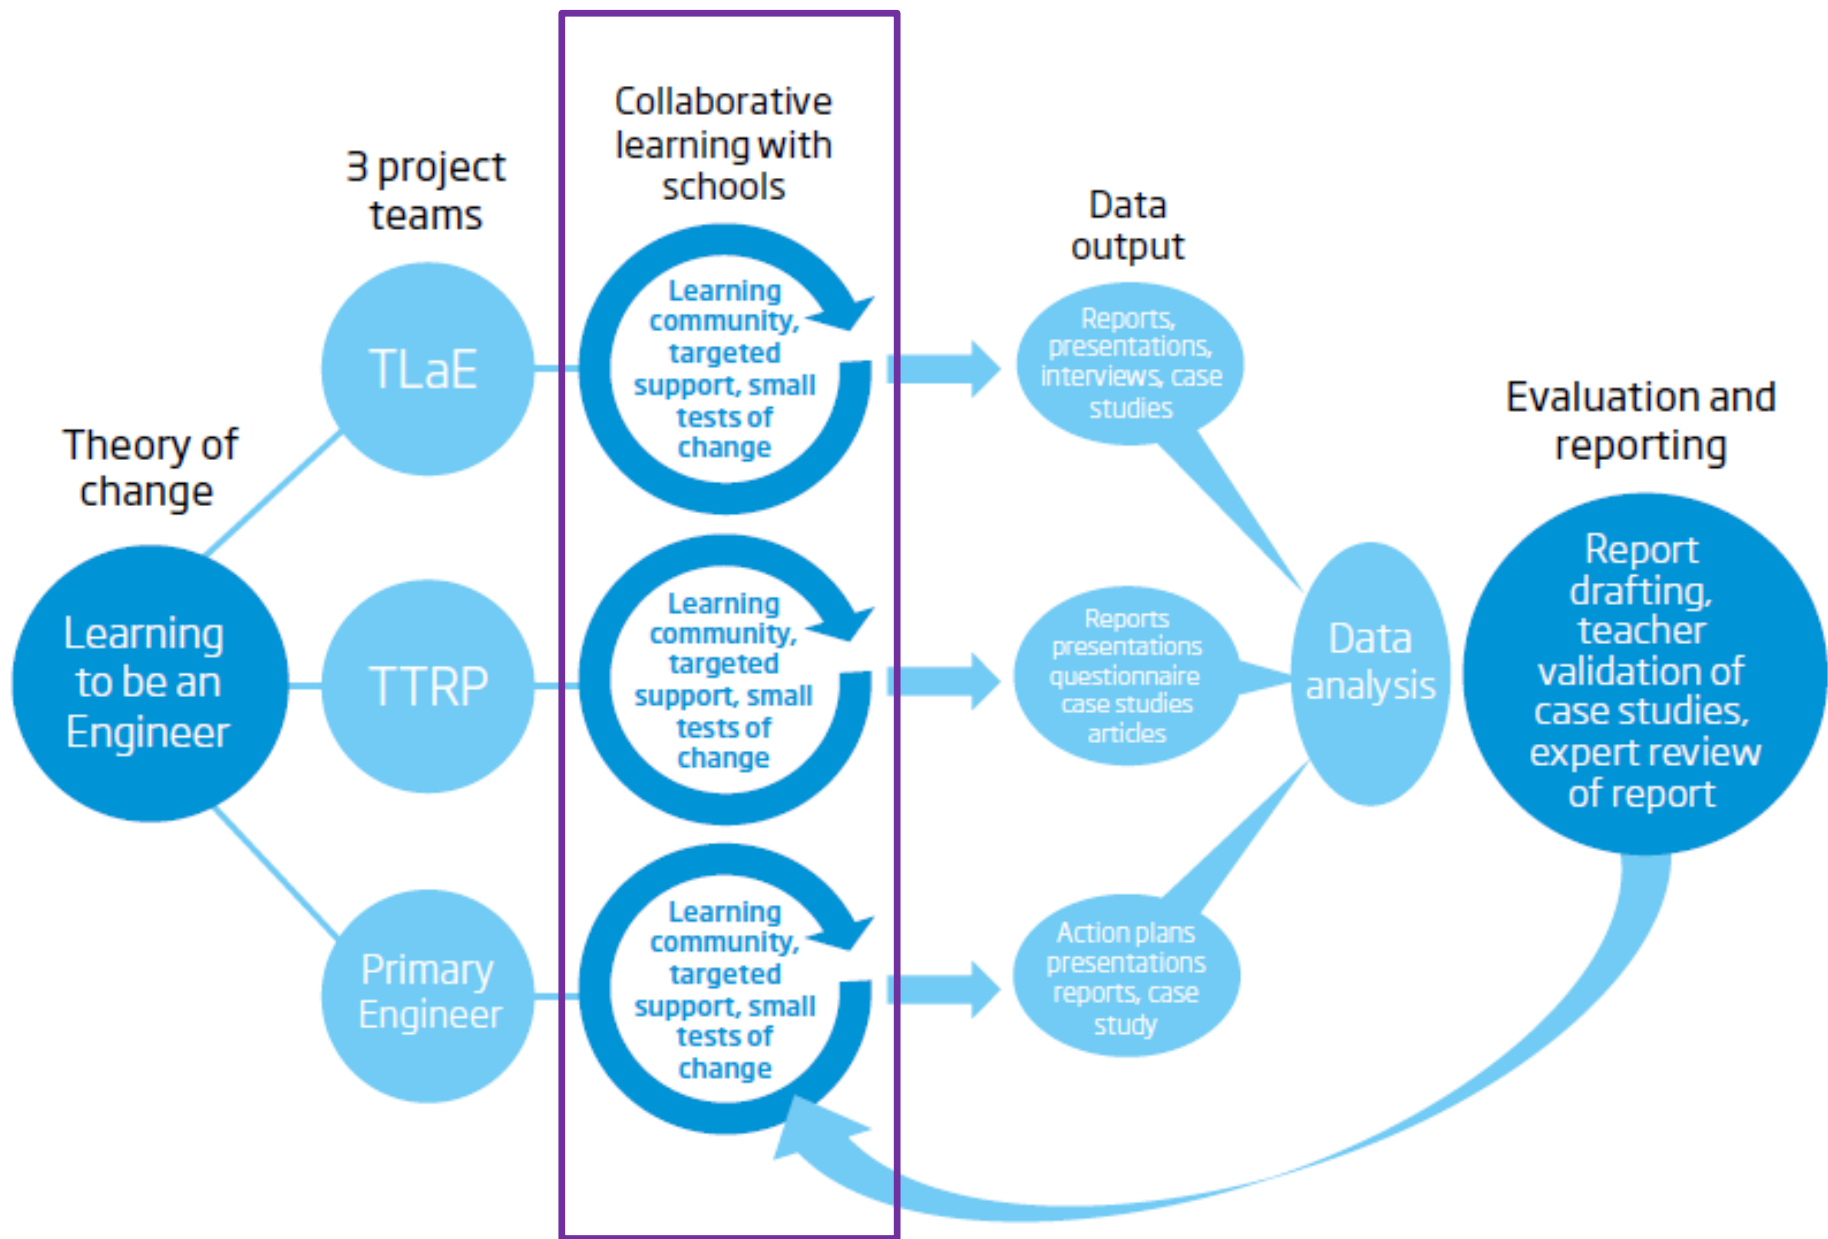 Theory of
change
Learning
to be an
Engineer
3 project
teams
TLaE
TTRP
Primary
Engineer
Collaborative
learning with
schools
Learning
community,
targeted
support, small
tests of
change
Learning
community,
targeted
support, small
tests of
change
Learning
community,
targeted
support, small
tests of
change
Data
output
Reports,
presentations,
interviews, case
studies
Reports
presentations
questionnaire
case studies
articles
Action plans
presentations
reports, case
study
Data
analysis
Evaluation and
reporting
Report
drafting,
teacher
validation of
case studies,
expert review
of report